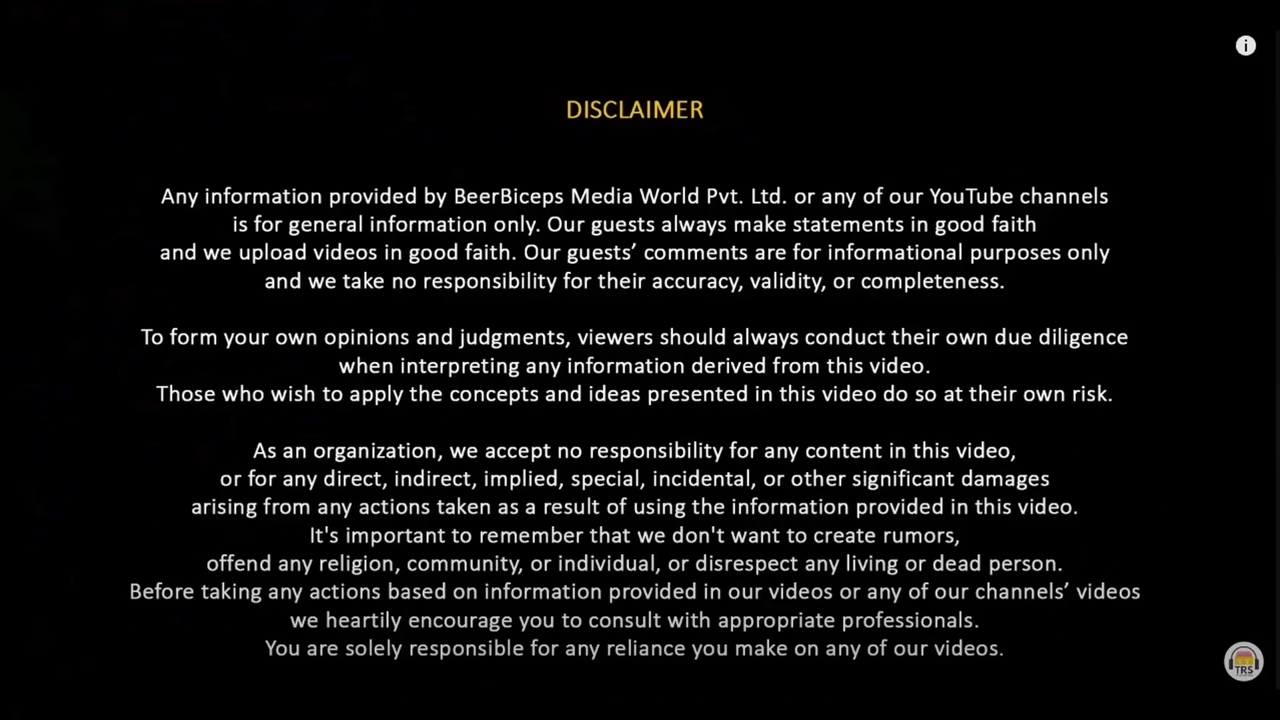 i
DISCLAIMER
Any information provided by BeerBiceps Media World Pvt. Ltd. or any of our YouTube channels
is for general information only. Our guests always make statements in good faith
and we upload videos in good faith. Our guests’ comments are for informational purposes only
and we take no responsibility for their accuracy, validity, or completeness.
To form your own opinions and judgments, viewers should always conduct their own due diligence
when interpreting any information derived from this video.
Those who wish to apply the concepts and ideas presented in this video do so at their own risk.
As an organization, we accept no responsibility for any content in this video,
or for any direct, indirect, implied, special, incidental, or other significant damages
arising from any actions taken as a result of using the information provided in this video.
It's important to remember that we don't want to create rumors,
offend any religion, community, or individual, or disrespect any living or dead person.
Before taking any actions based on information provided in our videos or any of our channels’ videos
we heartily encourage you to consult with appropriate professionals.
You are solely responsible for any reliance you make on any of our videos.
TRS